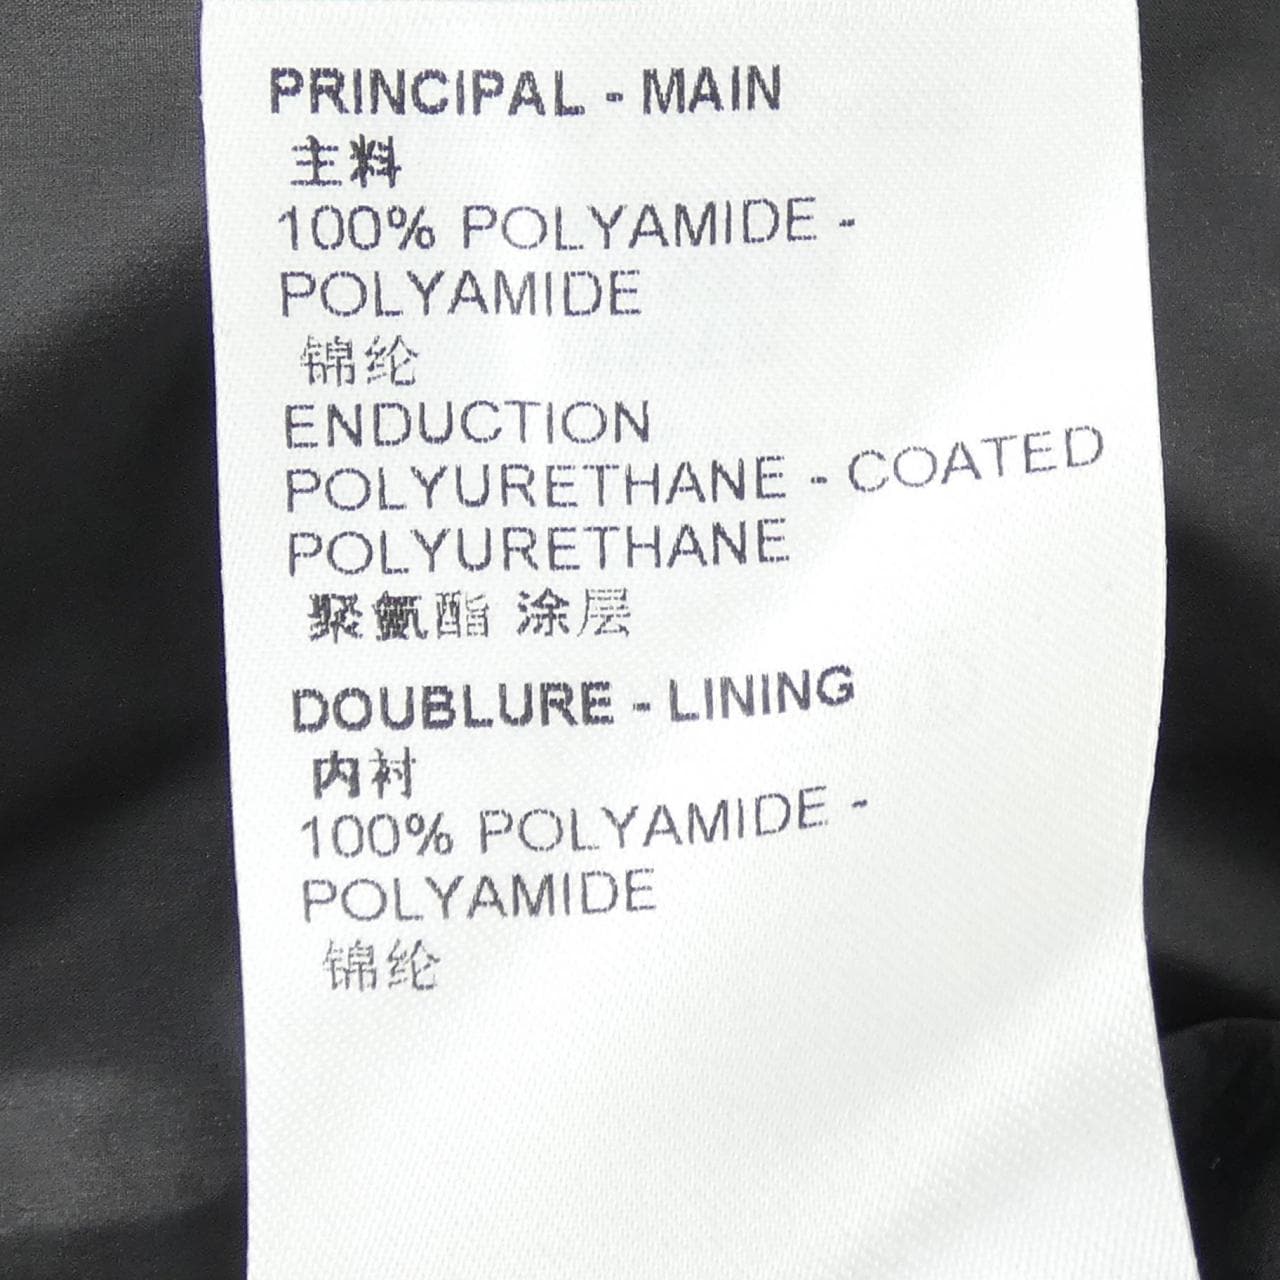 PRINCIPAL - MAIN
主料
100% POLYAMIDE -
POLYAMIDE
锦纶
ENDUCTION
POLYURETHANE - COATED
POLYURETHANE
聚氨酯 涂层
DOUBLURE - LINING
内衬
100% POLYAMIDE -
POLYAMIDE
锦纶